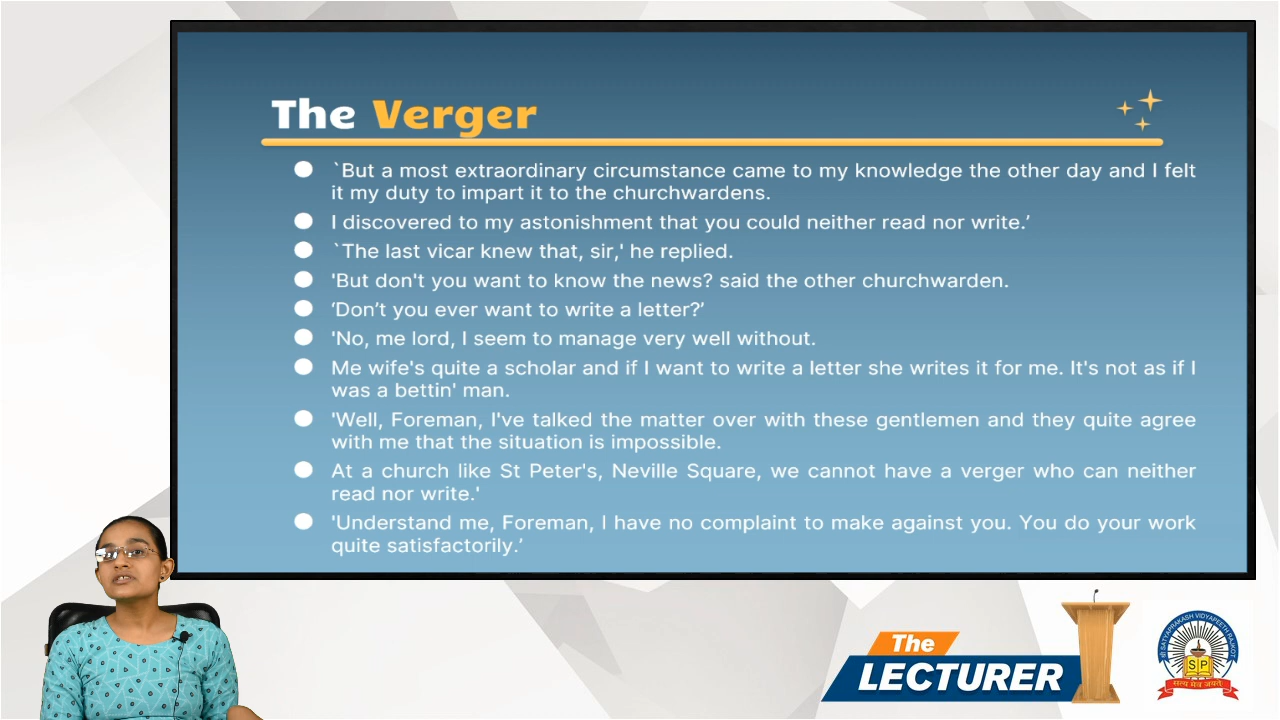 The Verger
`But a most extraordinary circumstance came to my knowledge the other day and I felt
it my duty to impart it to the churchwardens.
I discovered to my astonishment that you could neither read nor write.’
`The last vicar knew that, sir,' he replied.
'But don't you want to know the news? said the other churchwarden.
‘Don’t you ever want to write a letter?’
'No, me lord, I seem to manage very well without.
Me wife's quite a scholar and if I want to write a letter she writes it for me. It's not as if I
was a bettin' man.
'Well, Foreman, I've talked the matter over with these gentlemen and they quite agree
with me that the situation is impossible.
At a church like St Peter's, Neville Square, we cannot have a verger who can neither
read nor write.'
'Understand me, Foreman, I have no complaint to make against you. You do your work
quite satisfactorily.’
The
LECTURER
SHREE SATYAPRAKASH VIDYAPEETH RAJKOT
S P
सत्य मेव जयते